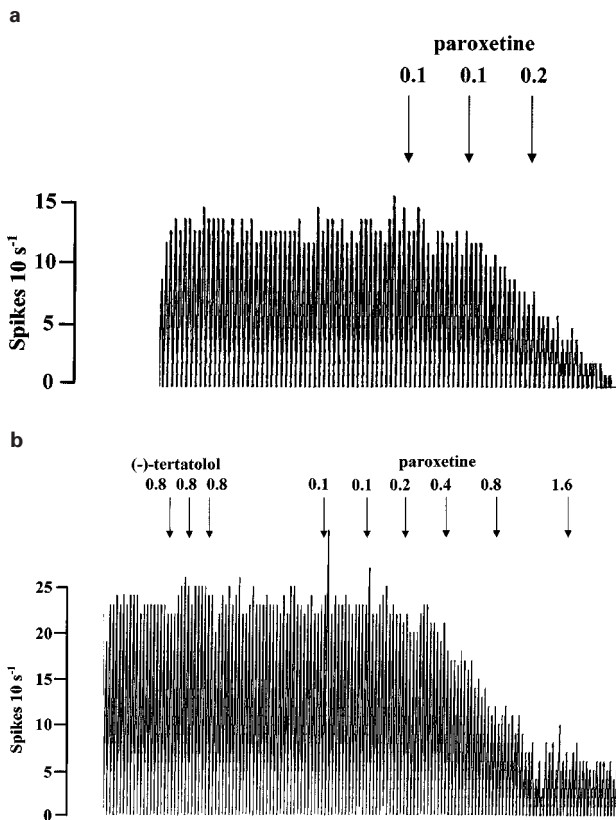 a
paroxetine
0.1 0.1 0.2
15
10
5
0
Spikes 10 s⁻¹
b
(-)-tertatolol paroxetine
0.8 0.8 0.8 0.1 0.1 0.2 0.4 0.8 1.6
25
20
15
10
5
0
Spikes 10 s⁻¹